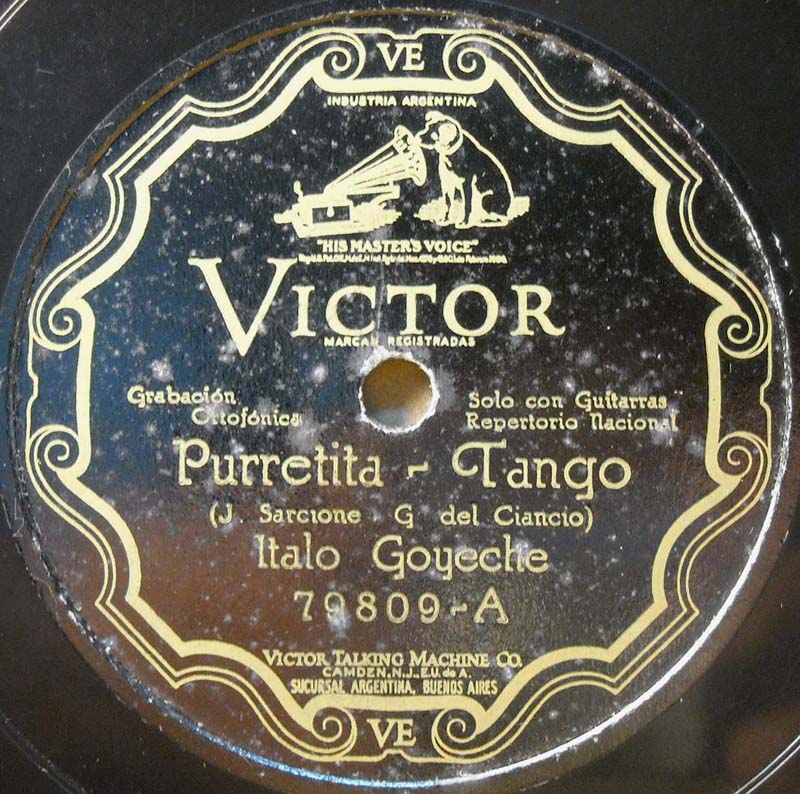 VE
INDUSTRIA ARGENTINA
"HIS MASTER'S VOICE"
VICTOR
MARCAS REGISTRADAS
Grabación
Ortofónica
Solo con Guitarras
Repertorio Nacional
Purretita - Tango
(J. Sarcione G del Ciancio)
Italo Goyeche
79809-A
VICTOR TALKING MACHINE CO.
CAMDEN, N.J., E.U. de A.
SUCURSAL ARGENTINA, BUENOS AIRES
VE